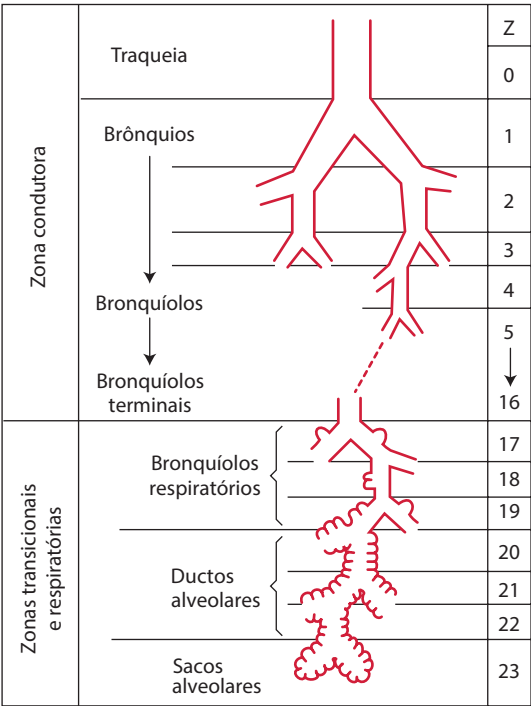 Z
Traqueia
0
Zona condutora
Brônquios
1
2
3
Bronquíolos
4
5
Bronquíolos
terminais
16
Zonas transicionais
e respiratórias
Bronquíolos
respiratórios
17
18
19
Ductos
alveolares
20
21
22
Sacos
alveolares
23